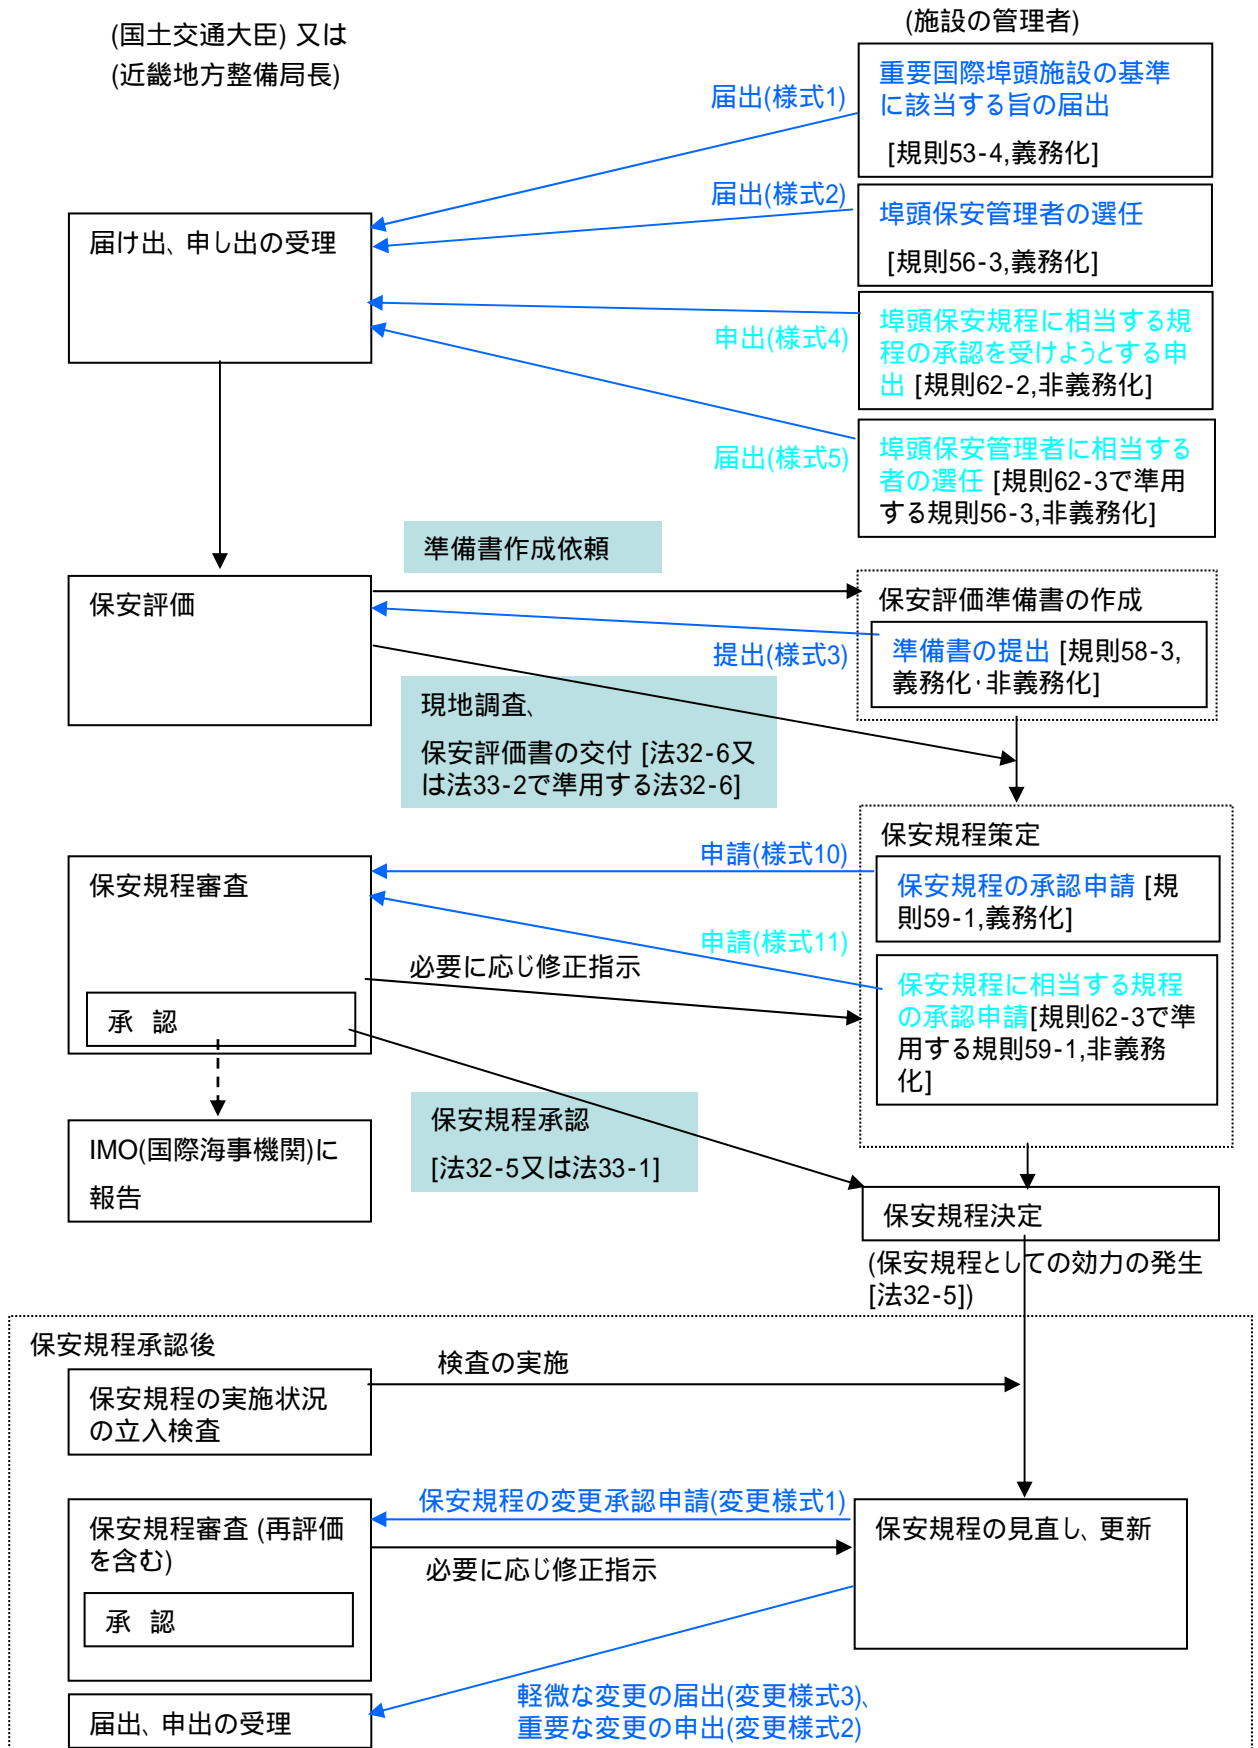 (国土交通大臣) 又は
(近畿地方整備局長)
(施設の管理者)
届出(様式1)
重要国際埠頭施設の基準
に該当する旨の届出
[規則53-4,義務化]
届出(様式2)
埠頭保安管理者の選任
[規則56-3,義務化]
届け出、申し出の受理
申出(様式4)
埠頭保安規程に相当する規
程の承認を受けようとする申
出 [規則62-2,非義務化]
届出(様式5)
埠頭保安管理者に相当する
者の選任 [規則62-3で準用
する規則56-3,非義務化]
準備書作成依頼
保安評価
保安評価準備書の作成
提出(様式3)
準備書の提出 [規則58-3,
義務化・非義務化]
現地調査、
保安評価書の交付 [法32-6又
は法33-2で準用する法32-6]
保安規程策定
申請(様式10)
保安規程審査
保安規程の承認申請 [規
則59-1,義務化]
申請(様式11)
必要に応じ修正指示
保安規程に相当する規程
の承認申請[規則62-3で準
用する規則59-1,非義務
化]
承 認
保安規程承認
[法32-5又は法33-1]
IMO(国際海事機関)に
報告
保安規程決定
(保安規程としての効力の発生
[法32-5])
保安規程承認後
検査の実施
保安規程の実施状況
の立入検査
保安規程の変更承認申請(変更様式1)
保安規程審査 (再評価
を含む)
保安規程の見直し、更新
必要に応じ修正指示
承 認
軽微な変更の届出(変更様式3)、
重要な変更の申出(変更様式2)
届出、申出の受理